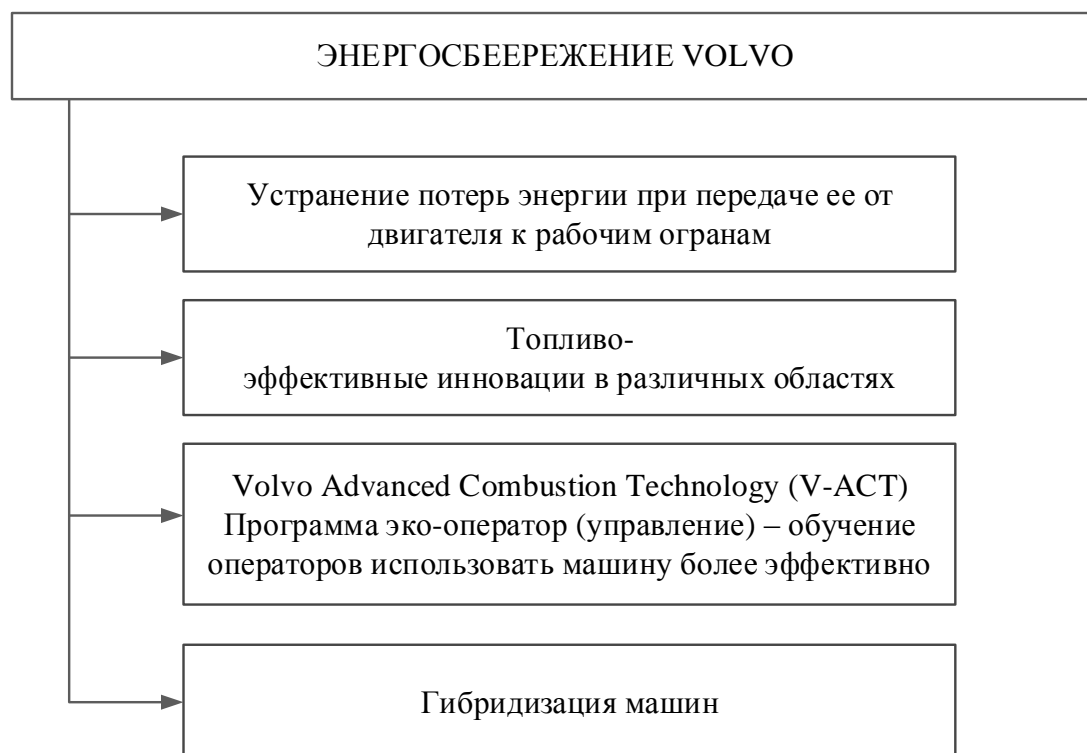 ЭНЕРГОСБЕЕРЕЖЕНИЕ VOLVO
Устранение потерь энергии при передаче ее от
двигателя к рабочим огранам
Топливо-
эффективные инновации в различных областях
Volvo Advanced Combustion Technology (V-ACT)
Программа эко-оператор (управление) – обучение
операторов использовать машину более эффективно
Гибридизация машин